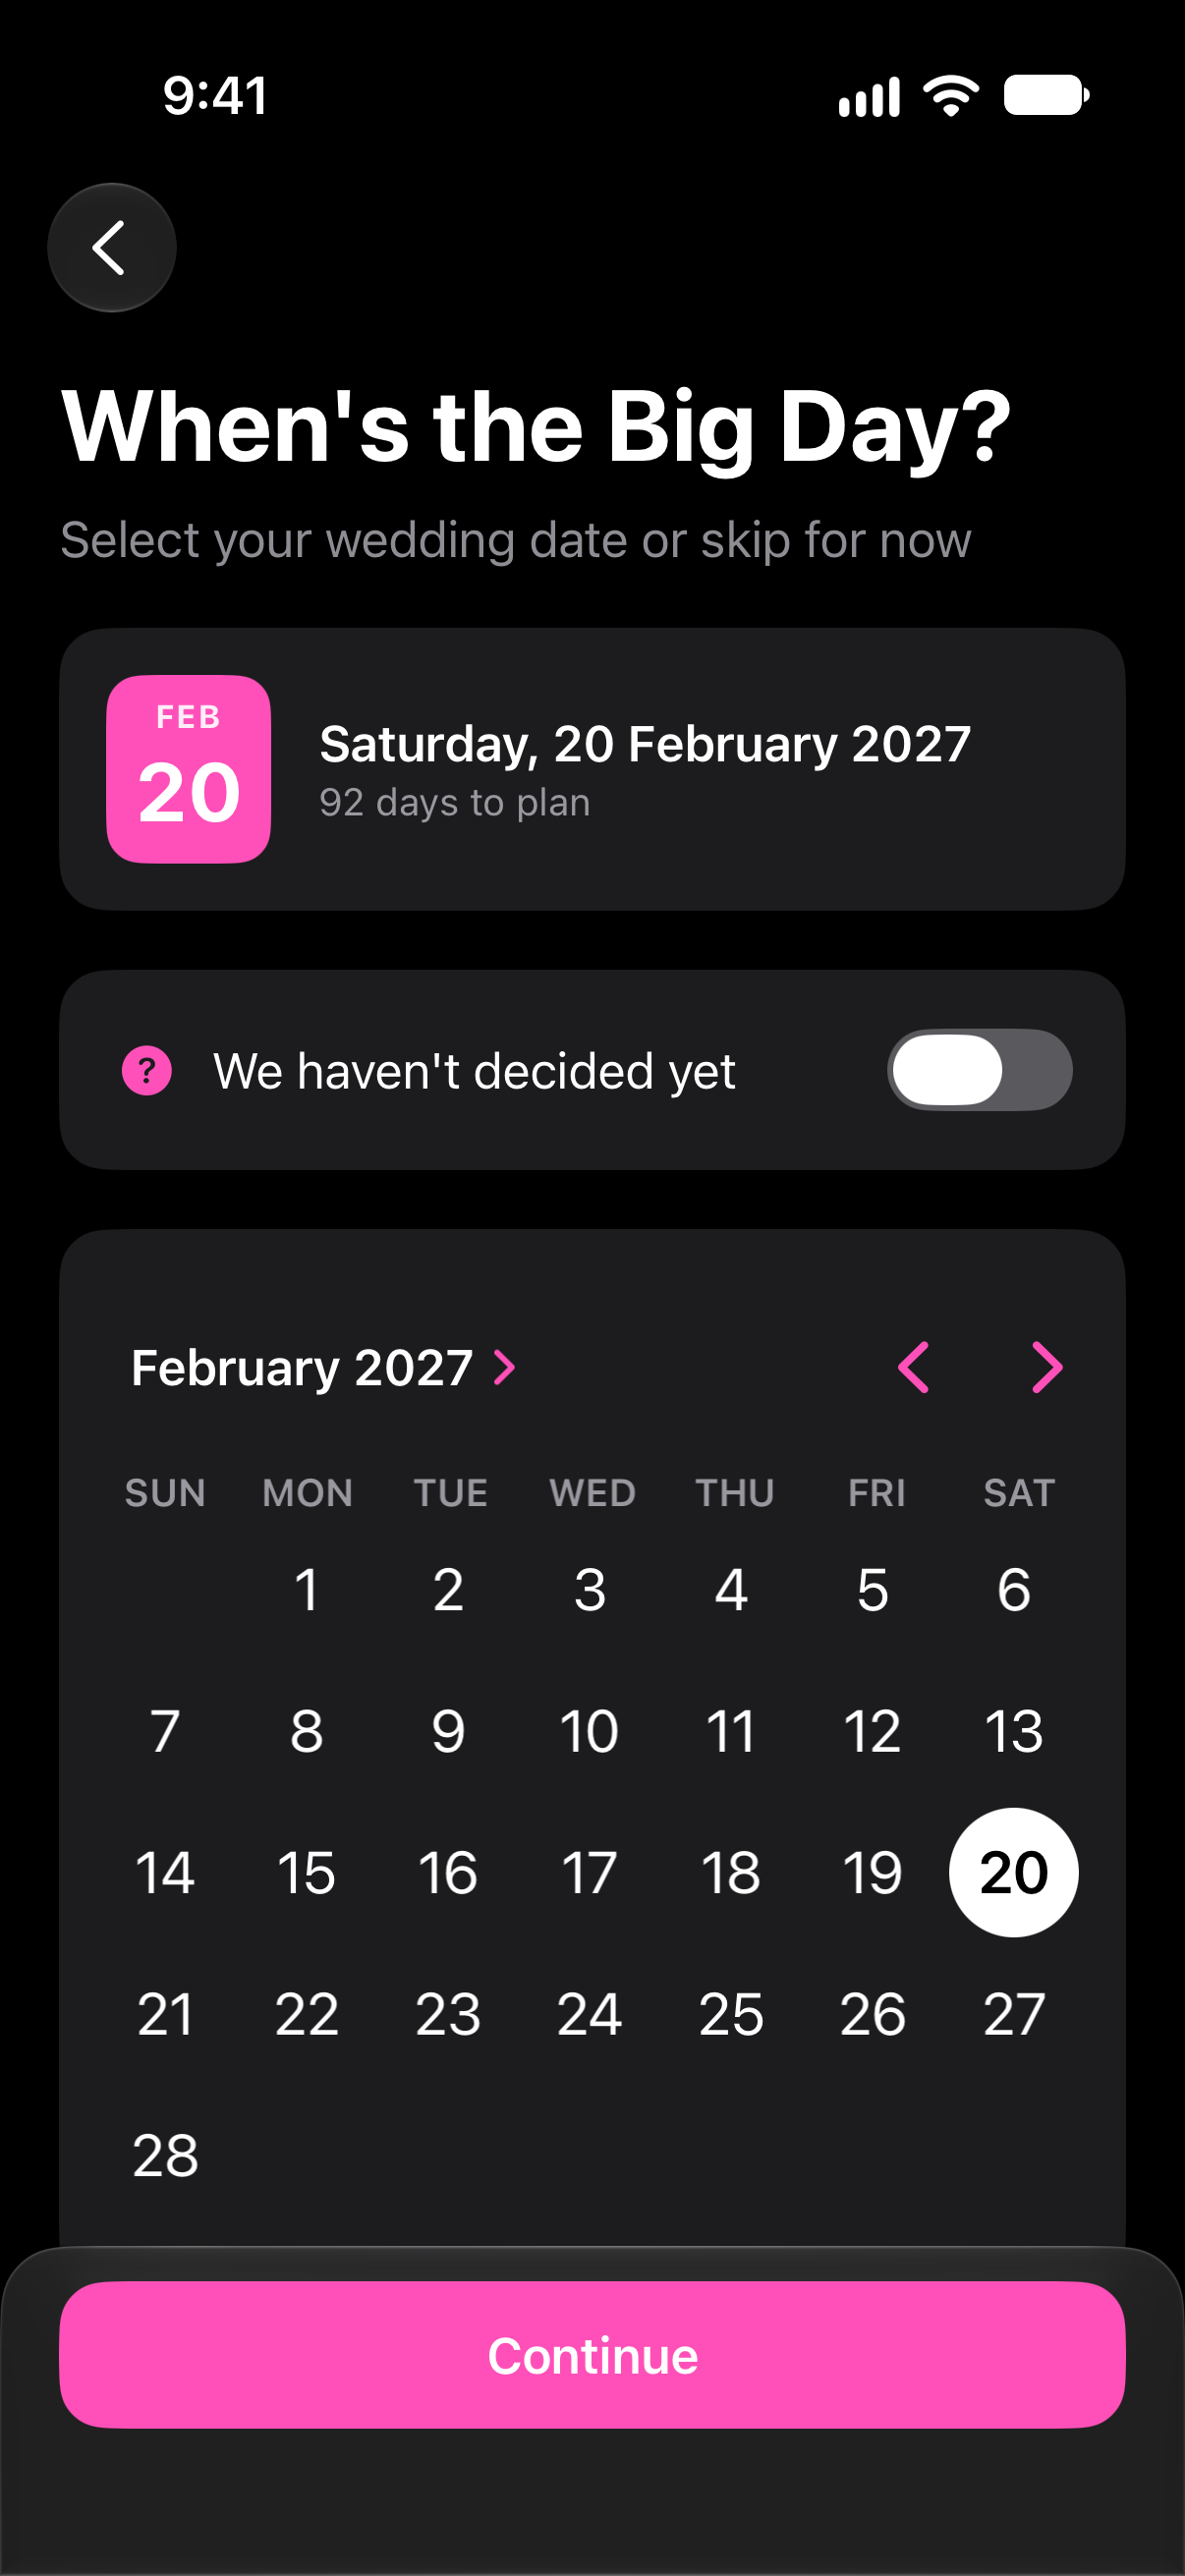 9:41
When's the Big Day?
Select your wedding date or skip for now
FEB
20
Saturday, 20 February 2027
92 days to plan
? We haven't decided yet
February 2027
SUN MON TUE WED THU FRI SAT
1 2 3 4 5 6
7 8 9 10 11 12 13
14 15 16 17 18 19 20
21 22 23 24 25 26 27
28
Continue